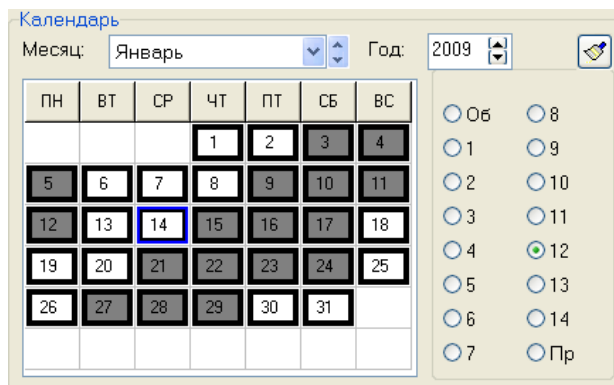 Календарь
Месяц: Январь Год: 2009
ПН ВТ СР ЧТ ПТ СБ ВС
1 2 3 4
5 6 7 8 9 10 11
12 13 14 15 16 17 18
19 20 21 22 23 24 25
26 27 28 29 30 31
Об 8
1 9
2 10
3 11
4 12
5 13
6 14
7 Пр